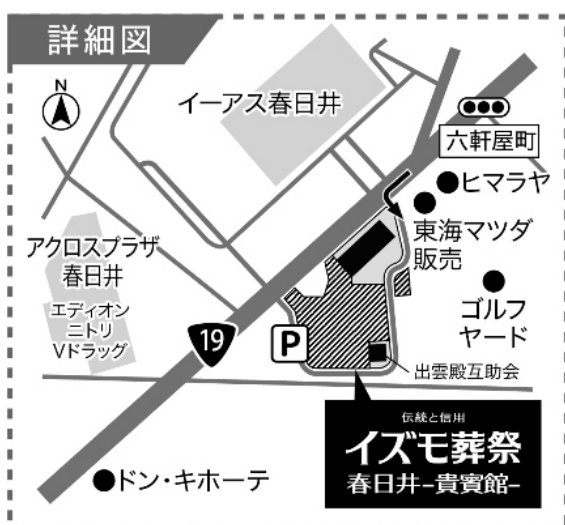 詳細図
N
イーアス春日井
六軒屋町
ヒマラヤ
東海マツダ
販売
アクロスプラザ
春日井
エディオン
ニトリ
Vドラッグ
ゴルフ
ヤード
19
P
出雲殿互助会
伝統と信用
イズモ葬祭
春日井-貴賓館-
ドン・キホーテ